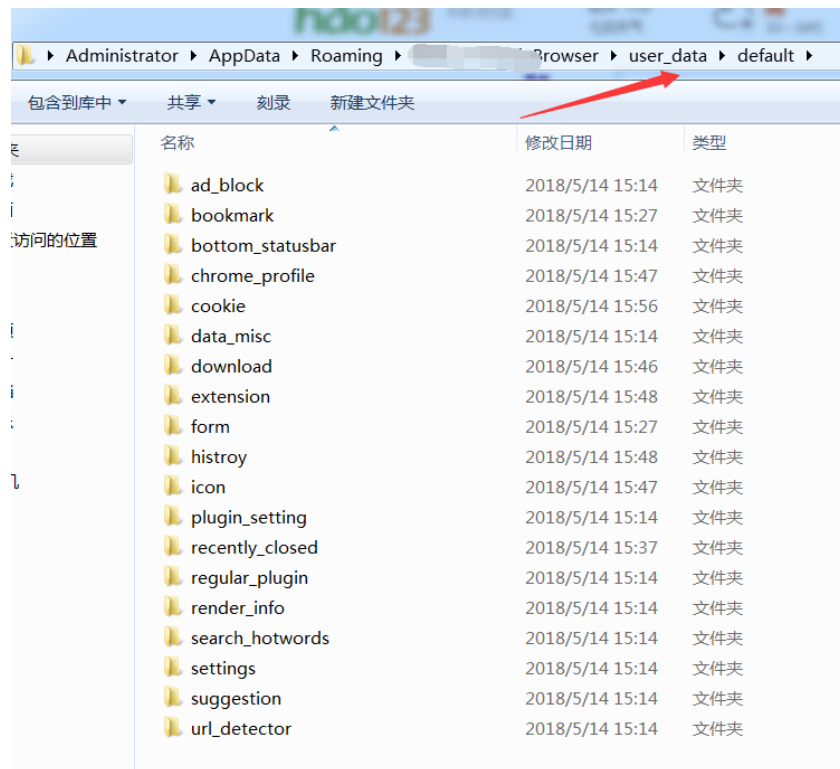 hao123
Administrator AppData Roaming Browser user_data default
包含到库中 共享 刻录 新建文件夹
名称 修改日期 类型
ad_block 2018/5/14 15:14 文件夹
bookmark 2018/5/14 15:27 文件夹
bottom_statusbar 2018/5/14 15:14 文件夹
访问的位置
chrome_profile 2018/5/14 15:47 文件夹
cookie 2018/5/14 15:56 文件夹
data_misc 2018/5/14 15:14 文件夹
download 2018/5/14 15:46 文件夹
extension 2018/5/14 15:48 文件夹
form 2018/5/14 15:27 文件夹
histroy 2018/5/14 15:48 文件夹
icon 2018/5/14 15:47 文件夹
plugin_setting 2018/5/14 15:14 文件夹
recently_closed 2018/5/14 15:37 文件夹
regular_plugin 2018/5/14 15:14 文件夹
render_info 2018/5/14 15:14 文件夹
search_hotwords 2018/5/14 15:14 文件夹
settings 2018/5/14 15:14 文件夹
suggestion 2018/5/14 15:14 文件夹
url_detector 2018/5/14 15:14 文件夹